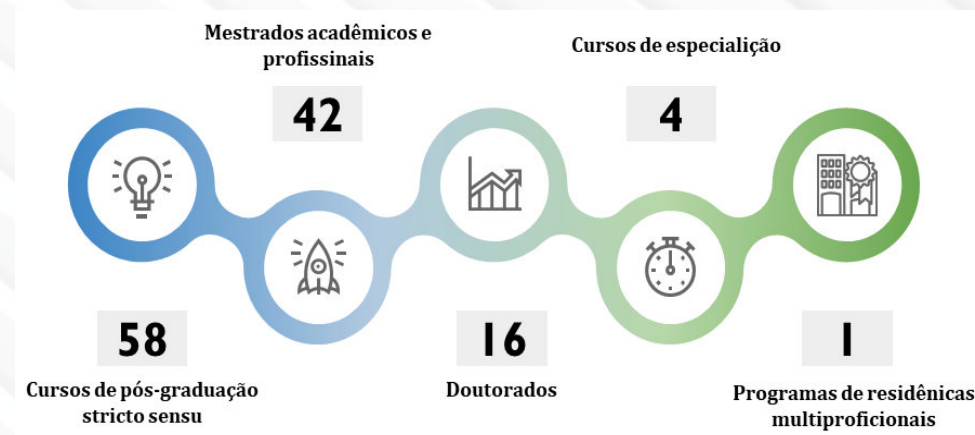 Mestrados acadêmicos e
profissinais
42
Cursos de especialição
4
58
Cursos de pós-graduação
stricto sensu
16
Doutorados
1
Programas de residênicas
multiproficionais